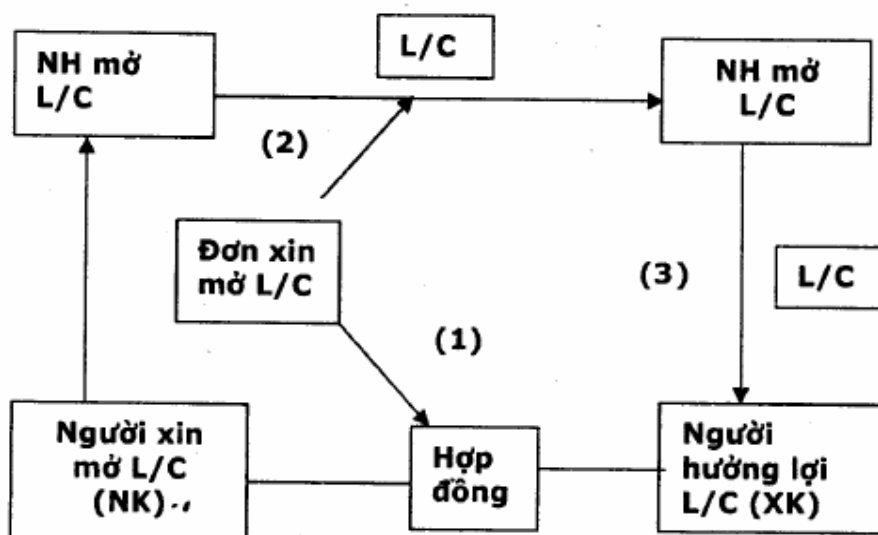 L/C
NH mở
L/C
NH mở
L/C
(2)
Đơn xin
mở L/C
(3)
L/C
(1)
Người xin
mở L/C
(NK)
Hợp
đồng
Người
hưởng lợi
L/C (XK)